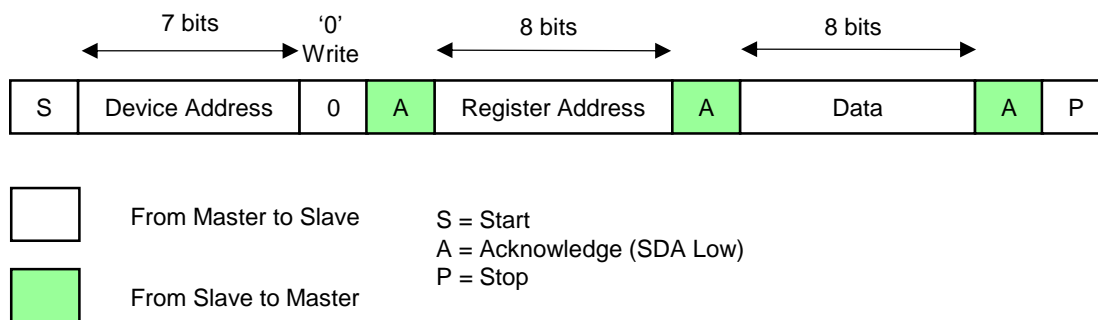 7 bits
‘0’
Write
8 bits
8 bits
S Device Address 0 A Register Address A Data A P
From Master to Slave
S = Start
A = Acknowledge (SDA Low)
P = Stop
From Slave to Master